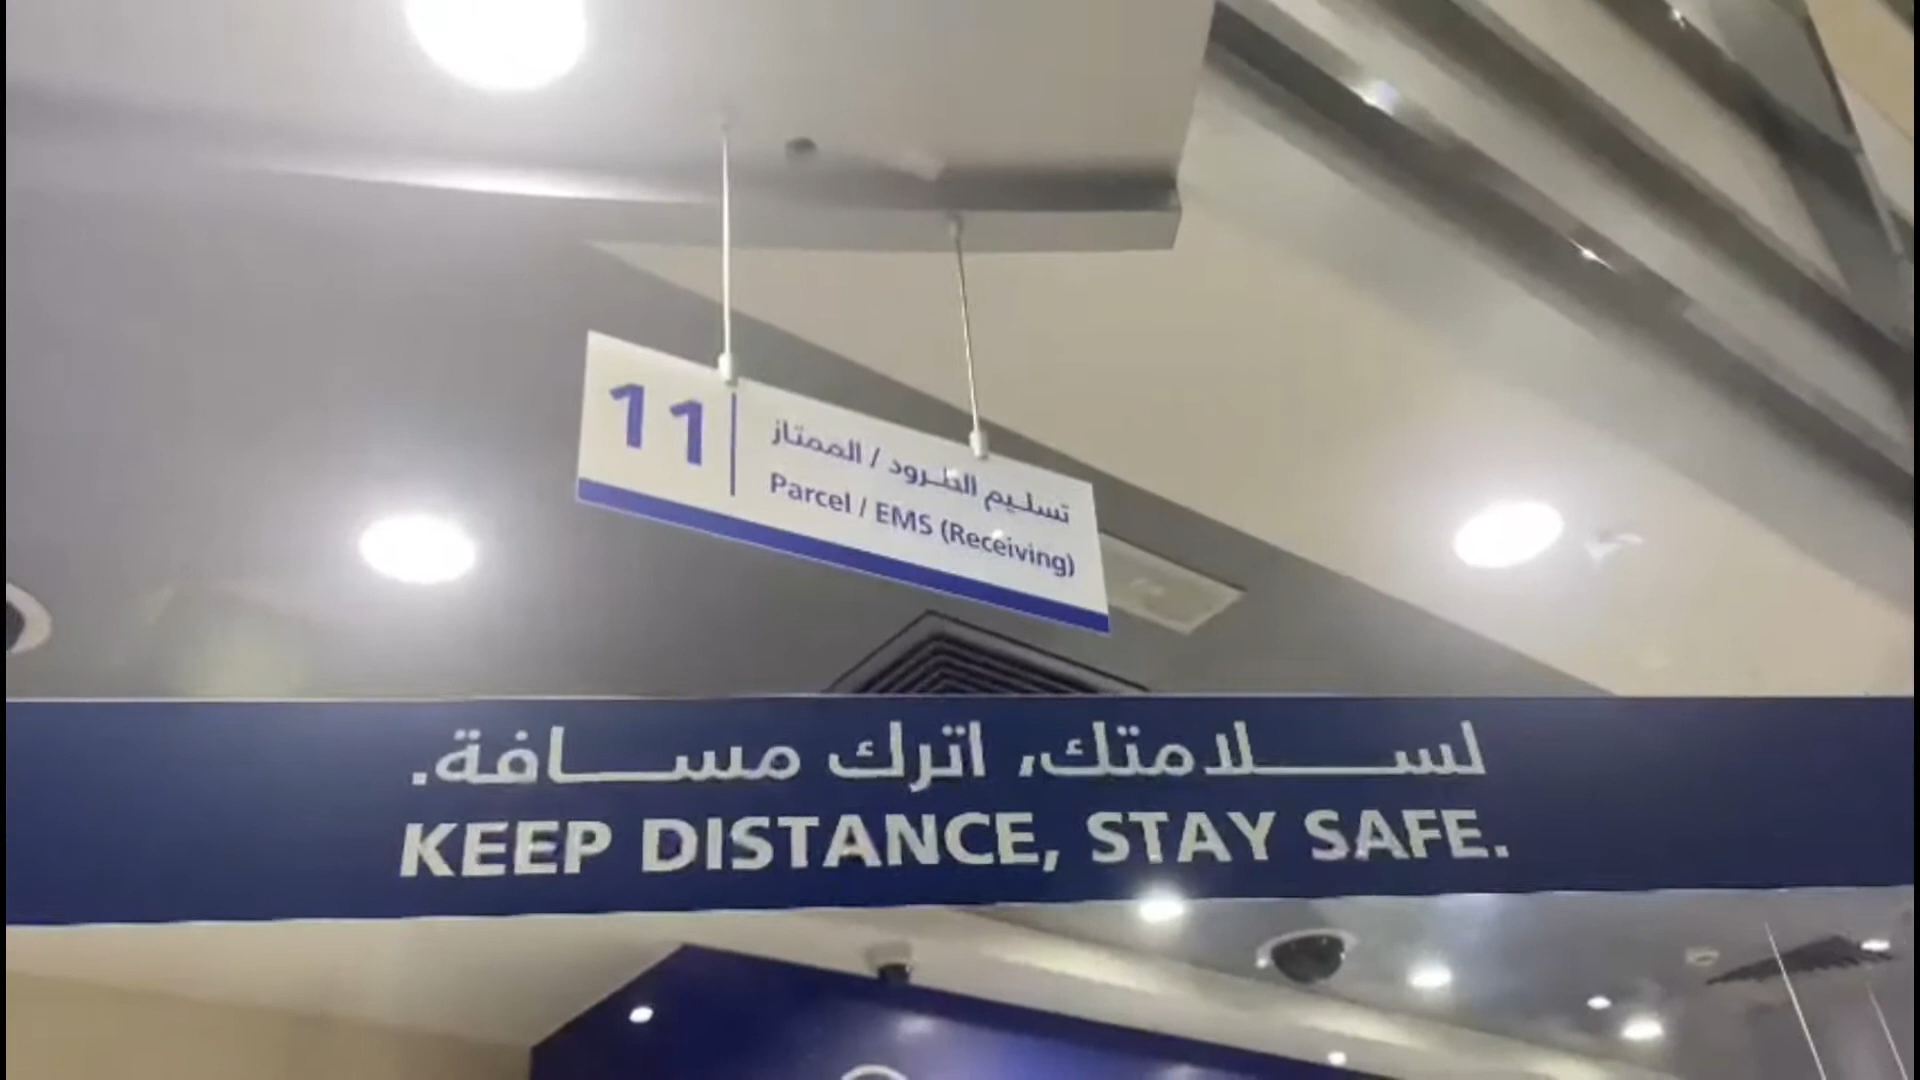 11
تسليم الطرود / الممتاز
Parcel / EMS (Receiving)
لسلامتك، اترك مسافة.
KEEP DISTANCE, STAY SAFE.